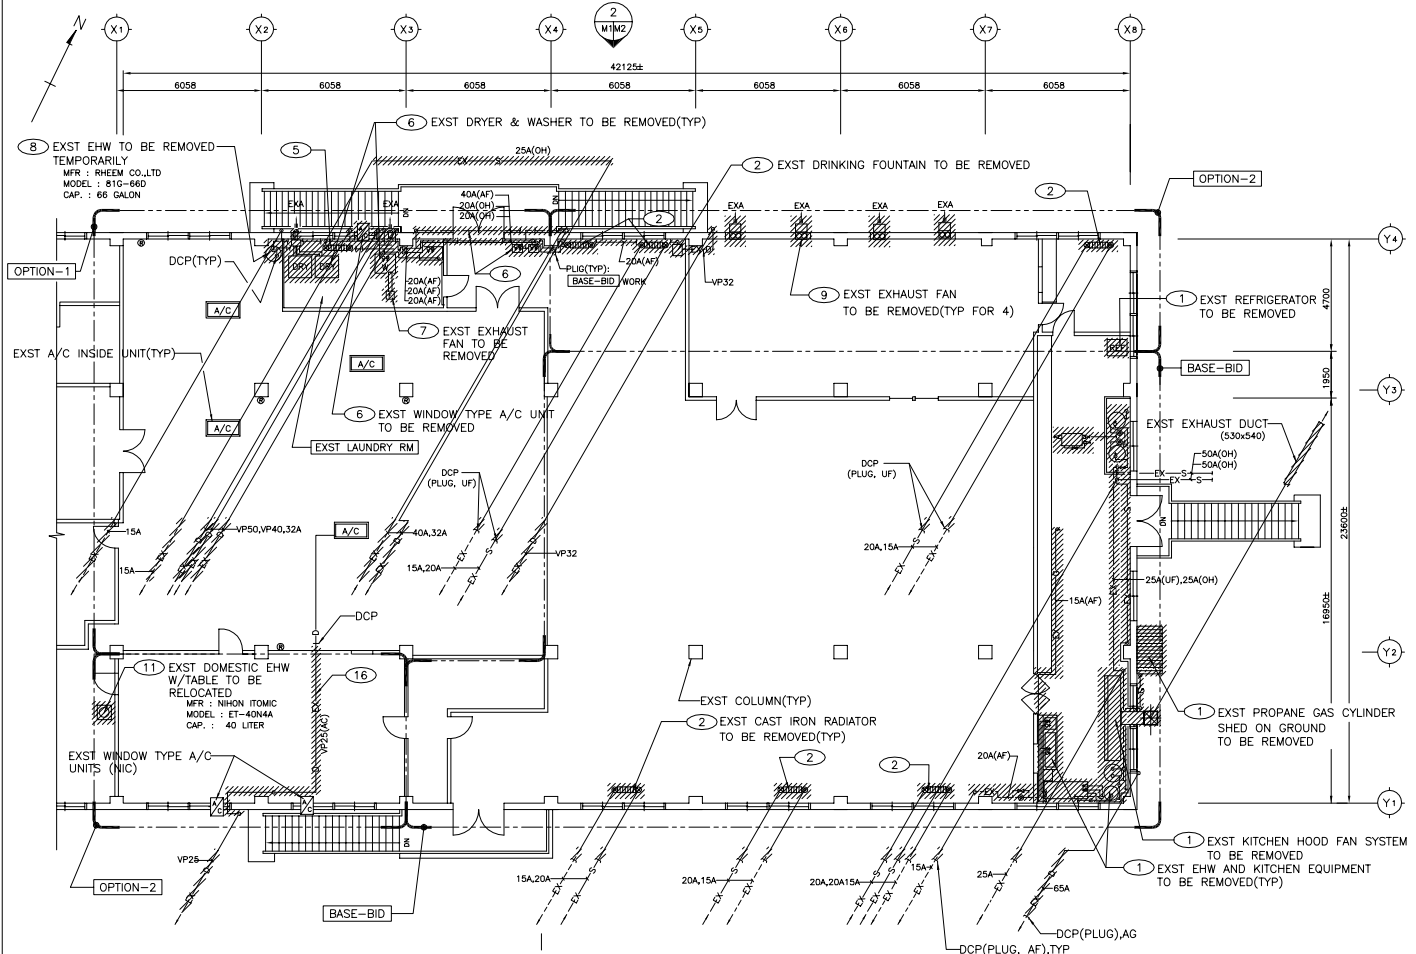 N
X1 X2 X3 X4 X5 X6 X7 X8
2
M1 M2
42125±
6058 6058 6058 6058 6058 6058 6058
6 EXST DRYER & WASHER TO BE REMOVED(TYP)
8 EXST EHW TO BE REMOVED
TEMPORARILY
MFR : RHEEM CO.,LTD
MODEL : 81G-66D
CAP. : 66 GALON
5
25A(OH)
EX S
2 EXST DRINKING FOUNTAIN TO BE REMOVED
2
OPTION-2
40A(AF)
20A(OH)
20A(OH)
EXA EXA
DN
DN
2
EXA EXA EXA EXA
Y4
OPTION-1
DCP(TYP)
DRY DRY
W
20A(AF)
20A(AF)
20A(AF)
6
PLIG(TYP):
BASE-BID WORK
20A(AF)
VP32
9 EXST EXHAUST FAN
TO BE REMOVED(TYP FOR 4)
1 EXST REFRIGERATOR
TO BE REMOVED
4700
A/C
7 EXST EXHAUST
FAN TO BE
REMOVED
EXST A/C INSIDE UNIT(TYP)
A/C
REF
BASE-BID
1950
Y3
A/C
6 EXST WINDOW TYPE A/C UNIT
TO BE REMOVED
EXST LAUNDRY RM
EXST EXHAUST DUCT
(530x540)
50A(OH)
50A(OH)
EX S
EX S
DCP
(PLUG, UF)
DCP
(PLUG, UF)
A/C
DN
23600±
15A
VP50,VP40,32A
40A,32A
VP32
20A,15A
15A
15A,20A
25A(UF),25A(OH)
15A(AF)
16950±
DCP
Y2
11 EXST DOMESTIC EHW
W/TABLE TO BE
RELOCATED
MFR : NIHON ITOMIC
MODEL : ET-40N4A
CAP. : 40 LITER
16
VP25(AC)
EXST COLUMN(TYP)
2 EXST CAST IRON RADIATOR
TO BE REMOVED(TYP)
1 EXST PROPANE GAS CYLINDER
SHED ON GROUND
TO BE REMOVED
EXST WINDOW TYPE A/C
UNITS (NIC)
2
2
20A(AF)
A/C
A/C
Y1
DN
1 EXST KITCHEN HOOD FAN SYSTEM
TO BE REMOVED
1 EXST EHW AND KITCHEN EQUIPMENT
TO BE REMOVED(TYP)
VP25
15A,20A
20A,15A
20A,20A15A
15A
25A
65A
OPTION-2
BASE-BID
DCP(PLUG),AG
DCP(PLUG, AF),TYP